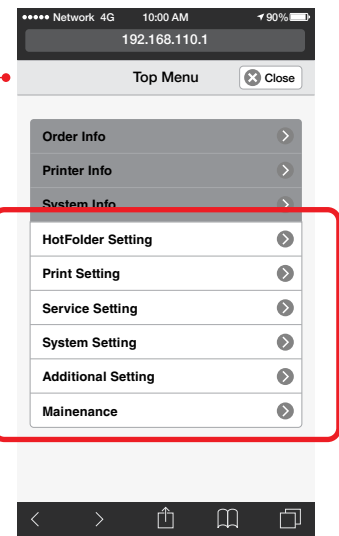 Network 4G 10:00 AM 90%
192.168.110.1
Top Menu Close
Order Info
Printer Info
System Info
HotFolder Setting
Print Setting
Service Setting
System Setting
Additional Setting
Mainenance